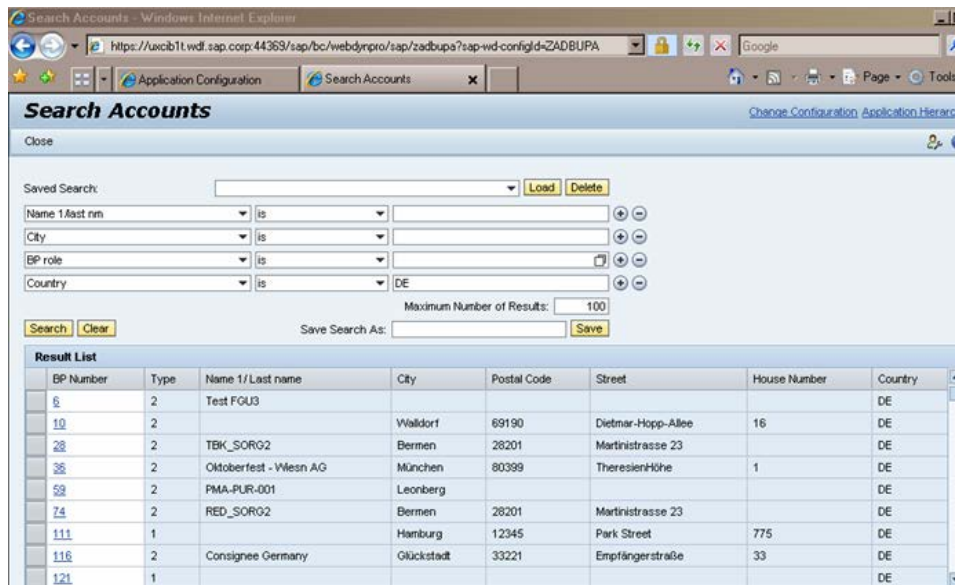 Search Accounts - Windows Internet Explorer
https://uxcib1t.wdf.sap.corp:44369/sap/bc/webdynpro/sap/zadbupa?sap-wd-configId=ZADBUPA Google
Application Configuration Search Accounts Page Tools
Search Accounts Change Configuration Application Hierarc
Close
Saved Search: Load Delete
Name 1/last nm is
City is
BP role is
Country is DE
Maximum Number of Results: 100
Search Clear Save Search As: Save
Result List
BP Number Type Name 1/ Last name City Postal Code Street House Number Country
6 2 Test FGU3 DE
10 2 Walldorf 69190 Dietmar-Hopp-Allee 16 DE
28 2 TBK_SORG2 Bermen 28201 Martinistrasse 23 DE
36 2 Oktoberfest - Wiesn AG München 80399 TheresienHöhe 1 DE
59 2 PMA-PUR-001 Leonberg DE
74 2 RED_SORG2 Bermen 28201 Martinistrasse 23 DE
111 1 Hamburg 12345 Park Street 775 DE
116 2 Consignee Germany Glückstadt 33221 Empfängerstraße 33 DE
121 1 DE